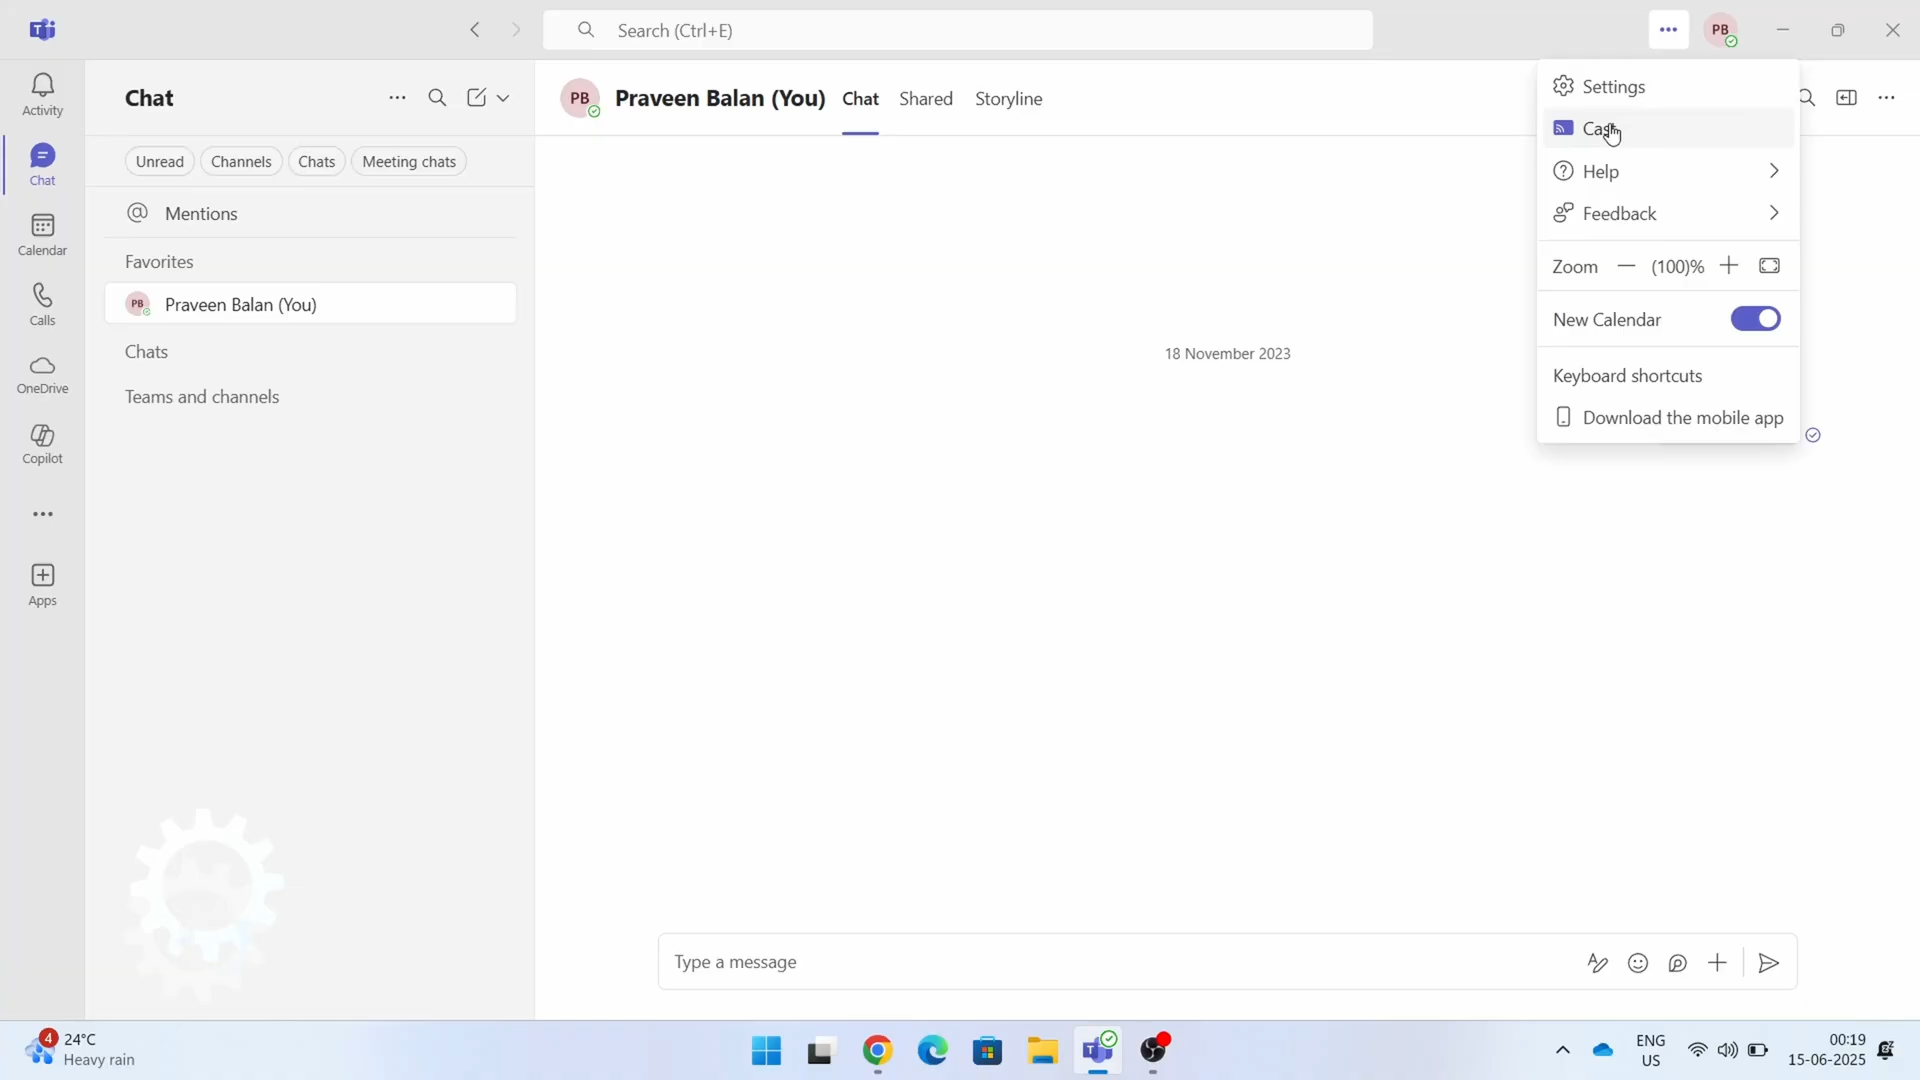 Search (Ctrl+E)
PB
Activity
Chat
Calendar
Calls
OneDrive
Copilot
Apps
Chat
Unread
Channels
Chats
Meeting chats
Mentions
Favorites
PB
Praveen Balan (You)
Chats
Teams and channels
PB
Praveen Balan (You)
Chat
Shared
Storyline
18 November 2023
Settings
Help
Feedback
Zoom
(100)%
New Calendar
Keyboard shortcuts
Download the mobile app
Type a message
4
24°C
Heavy rain
ENG
US
00:19
15-06-2025